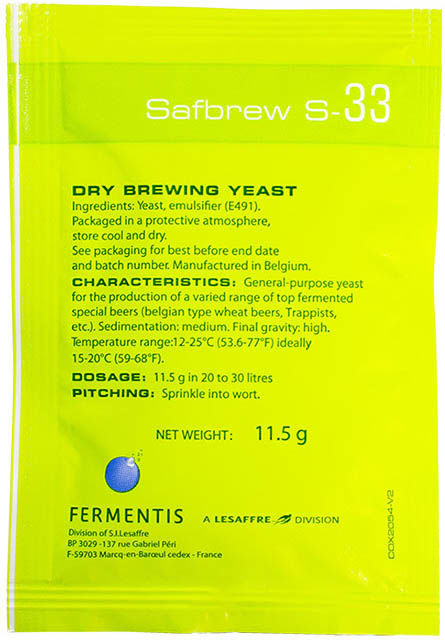 Safbrew S-33
DRY BREWING YEAST
Ingredients: Yeast, emulsifier (E491).
Packaged in a protective atmosphere,
store cool and dry.
See packaging for best before end date
and batch number. Manufactured in Belgium.
CHARACTERISTICS: General-purpose yeast
for the production of a varied range of top fermented
special beers (belgian type wheat beers, Trappists,
etc.). Sedimentation: medium. Final gravity: high.
Temperature range:12-25°C (53.6-77°F) ideally
15-20°C (59-68°F).
DOSAGE: 11.5 g in 20 to 30 litres
PITCHING: Sprinkle into wort.
NET WEIGHT: 11.5 g
FERMENTIS
A LESAFFRE DIVISION
Division of S.I.Lesaffre
BP 3029 -137 rue Gabriel Péri
F-59703 Marcq-en-Barœul cedex - France
COX2054-V2